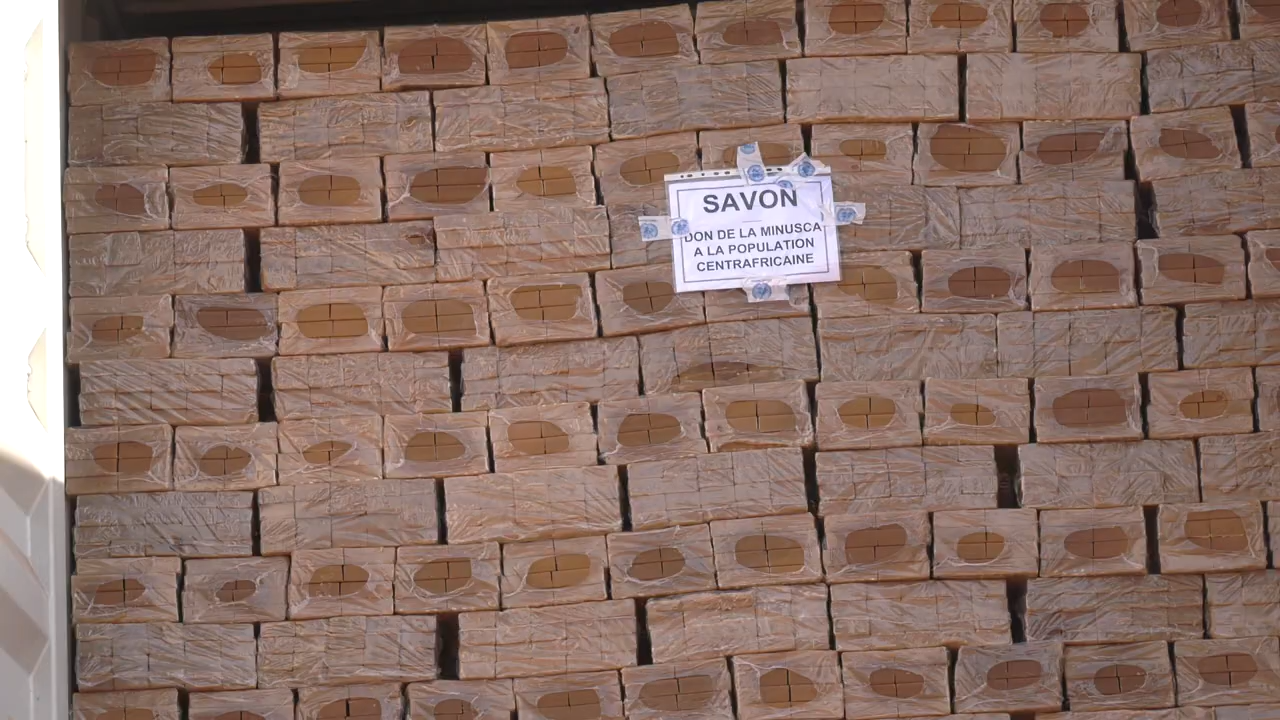 SAVON
DON DE LA MINUSCA
A LA POPULATION
CENTRAFRICAINE